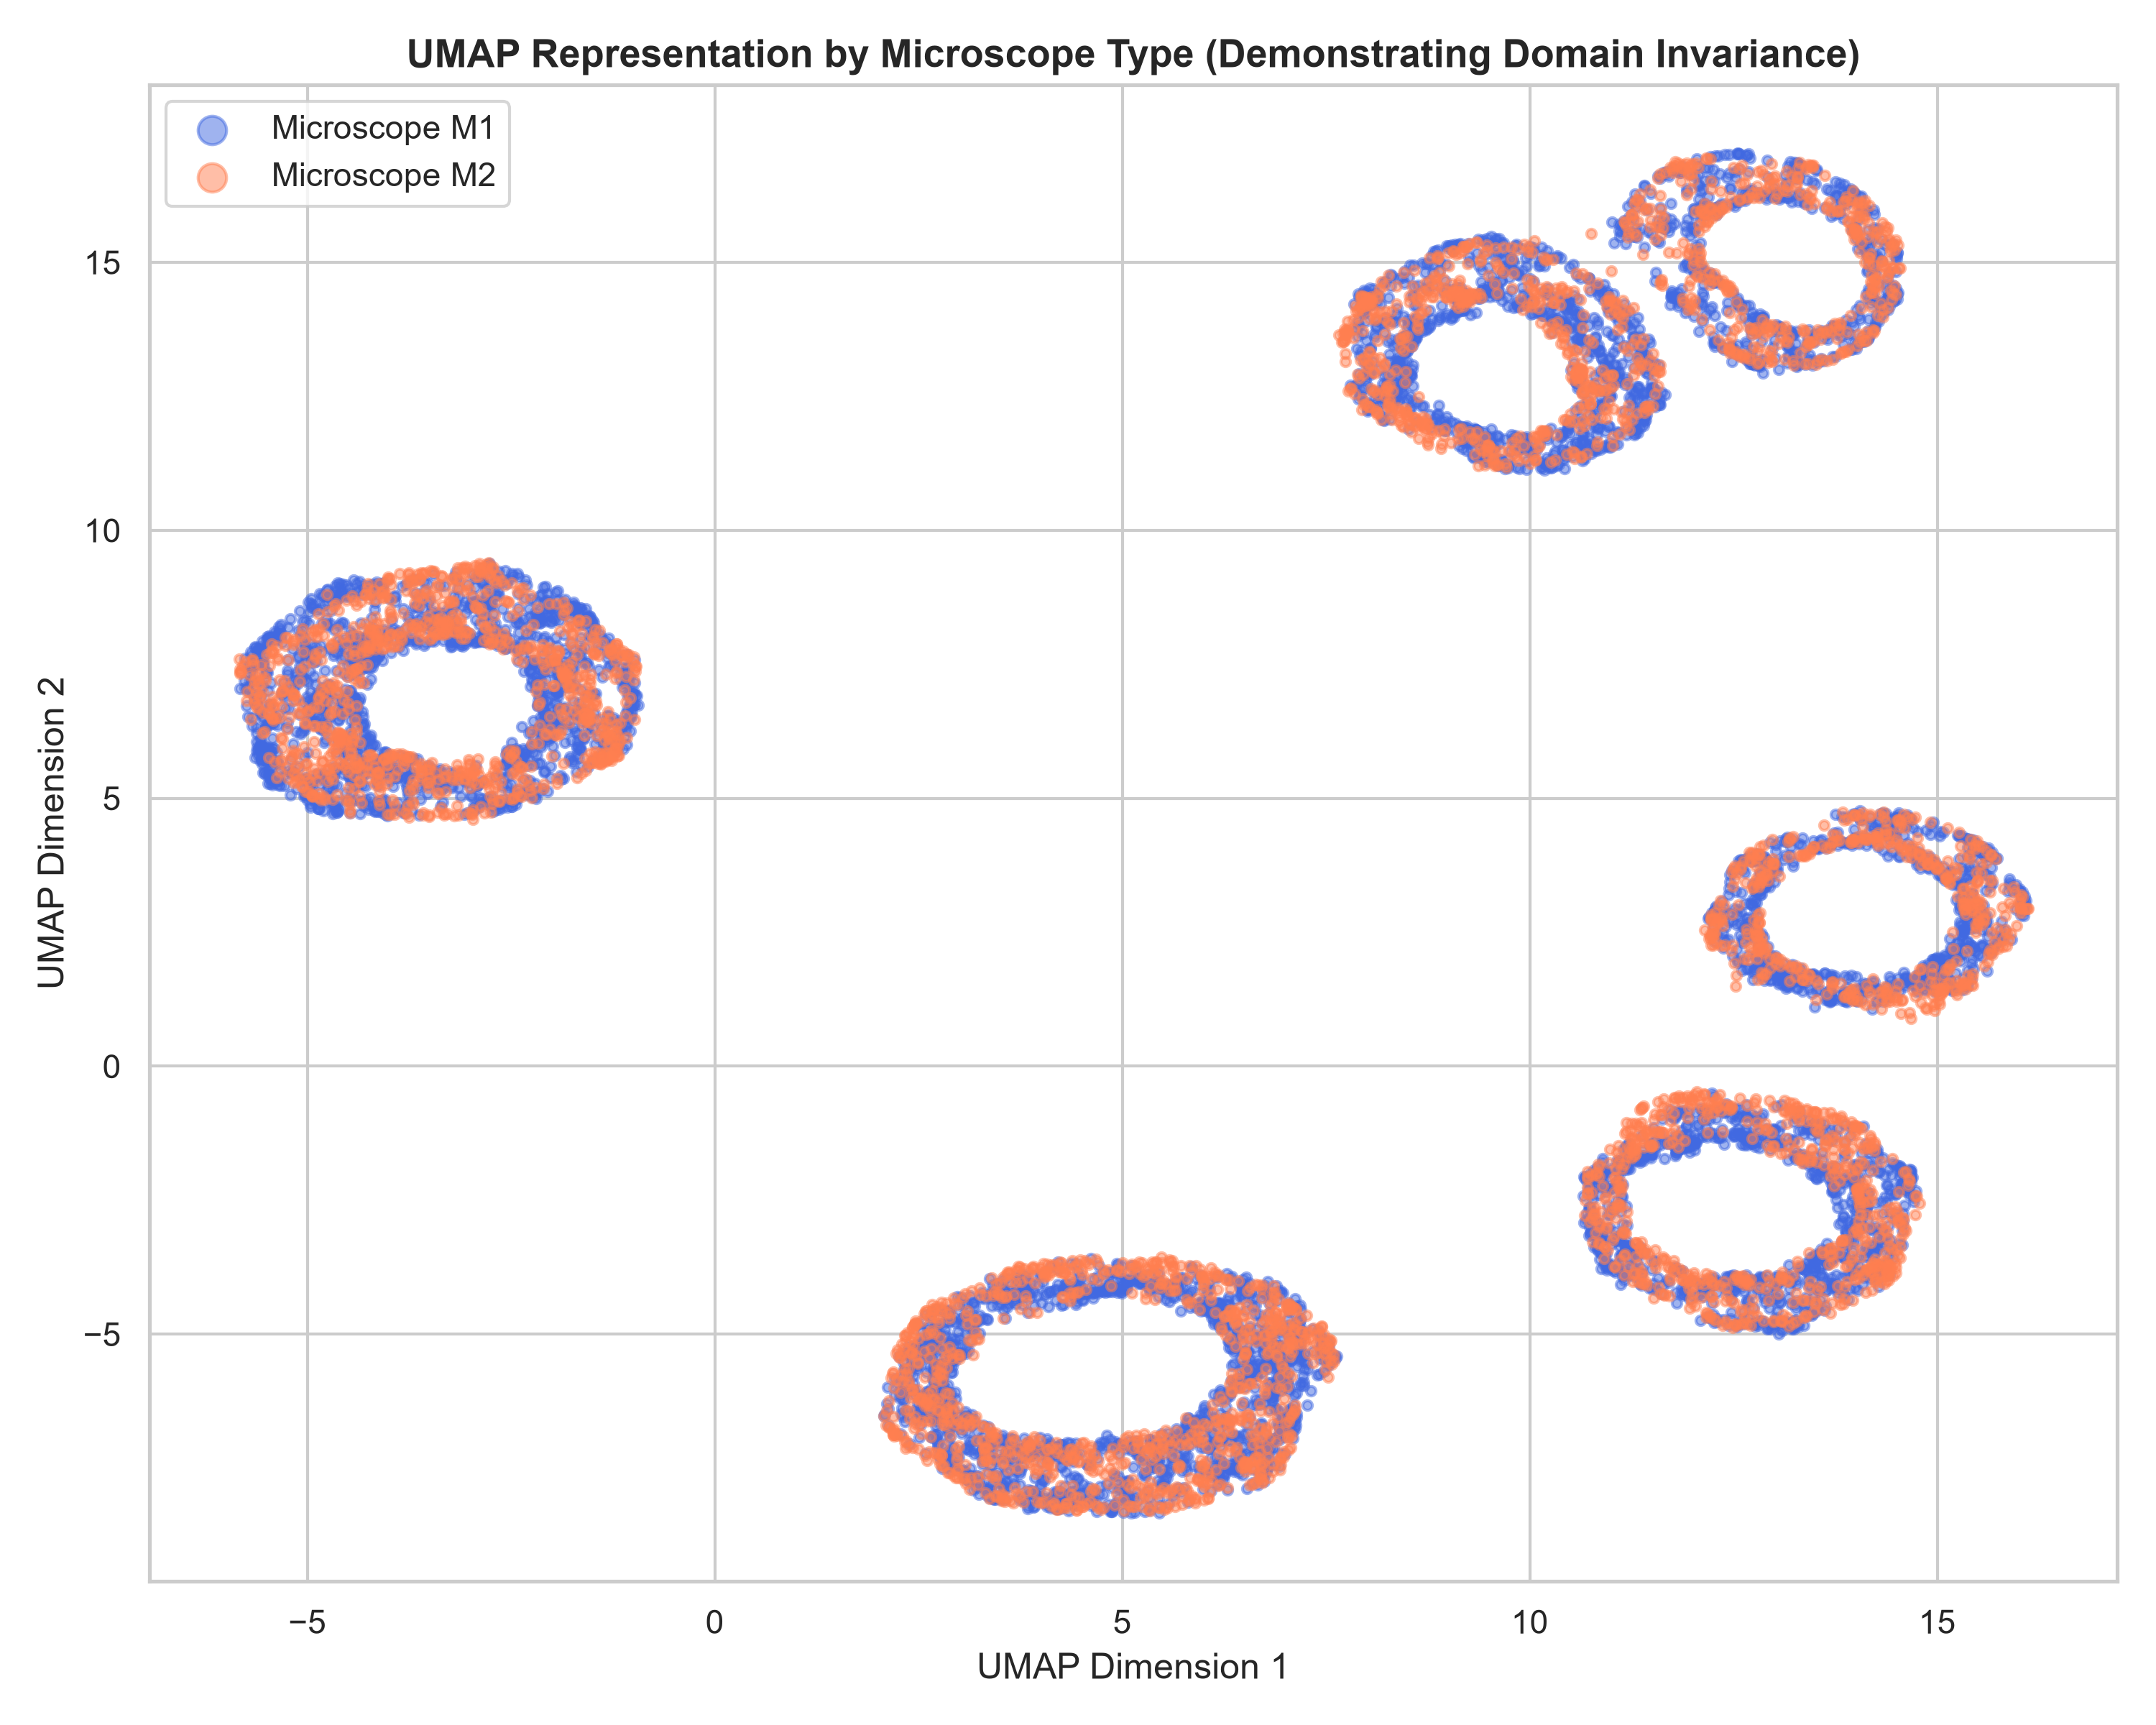 UMAP Representation by Microscope Type (Demonstrating Domain Invariance)
Microscope M1
Microscope M2
15
10
5
0
−5
UMAP Dimension 2
−5
0
5
10
15
UMAP Dimension 1